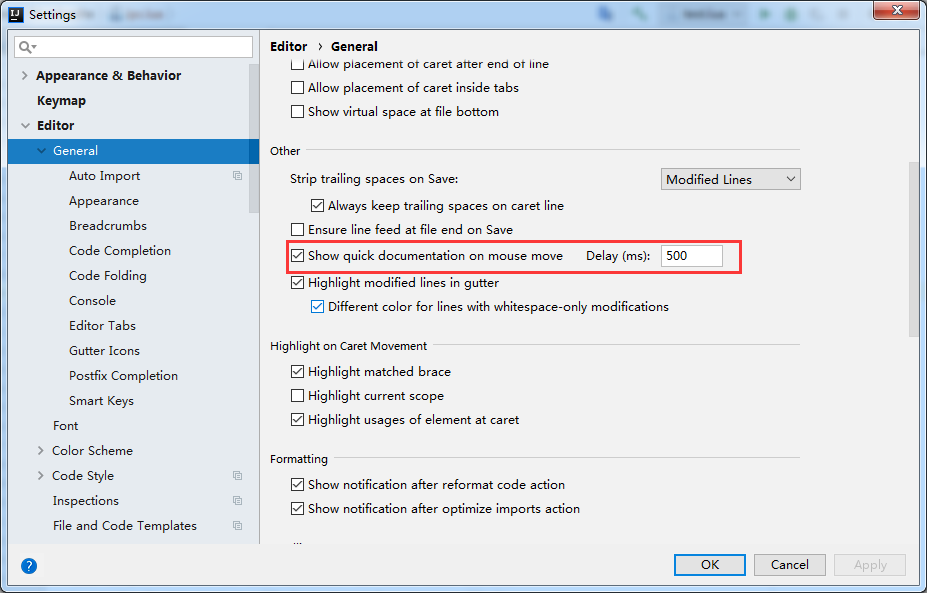 IJ Settings
Editor › General
Appearance & Behavior
Keymap
Editor
General
Auto Import
Appearance
Breadcrumbs
Code Completion
Code Folding
Console
Editor Tabs
Gutter Icons
Postfix Completion
Smart Keys
Font
Color Scheme
Code Style
Inspections
File and Code Templates
Allow placement of caret after end of line
Allow placement of caret inside tabs
Show virtual space at file bottom
Other
Strip trailing spaces on Save: Modified Lines
Always keep trailing spaces on caret line
Ensure line feed at file end on Save
Show quick documentation on mouse move Delay (ms): 500
Highlight modified lines in gutter
Different color for lines with whitespace-only modifications
Highlight on Caret Movement
Highlight matched brace
Highlight current scope
Highlight usages of element at caret
Formatting
Show notification after reformat code action
Show notification after optimize imports action
? OK Cancel Apply